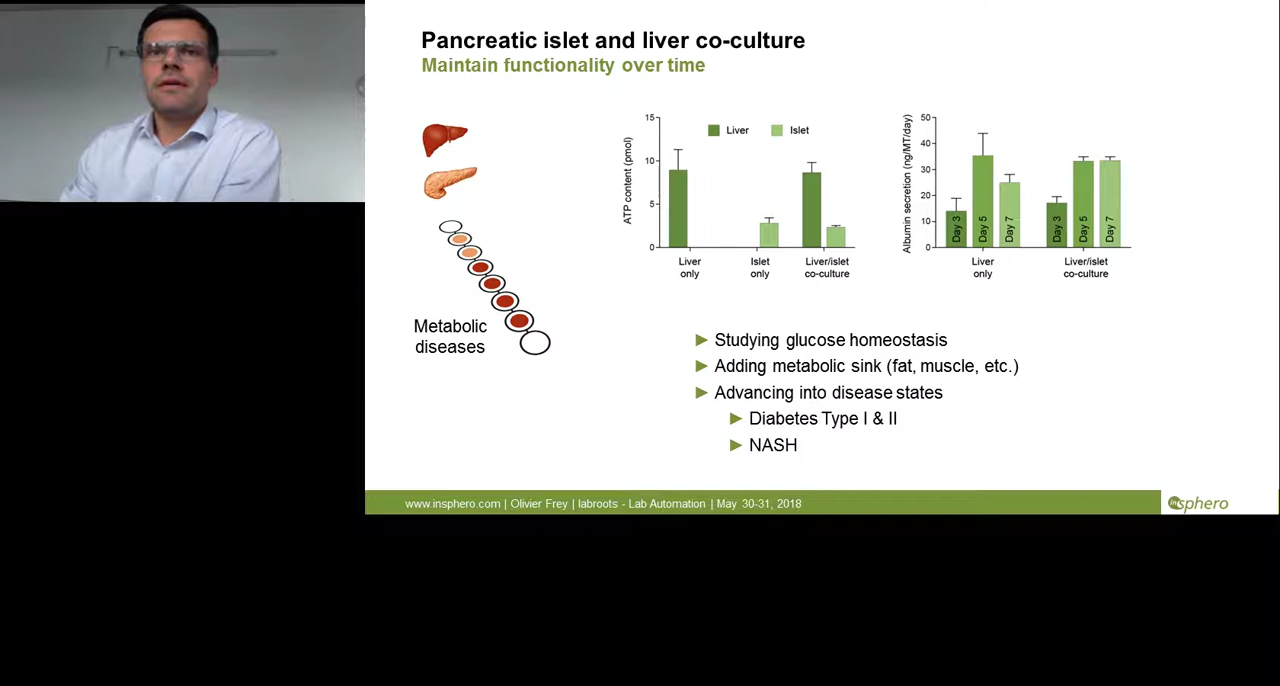 Pancreatic islet and liver co-culture
Maintain functionality over time
Metabolic
diseases
ATP content (pmol)
15
10
5
0
Liver
Islet
Liver
only
Islet
only
Liver/islet
co-culture
Albumin secretion (ng/MT/day)
50
40
30
20
10
0
Day 3
Day 5
Day 7
Day 3
Day 5
Day 7
Liver
only
Liver/islet
co-culture
Studying glucose homeostasis
Adding metabolic sink (fat, muscle, etc.)
Advancing into disease states
Diabetes Type I & II
NASH
www.insphero.com | Olivier Frey | labroots - Lab Automation | May 30-31, 2018
insphero